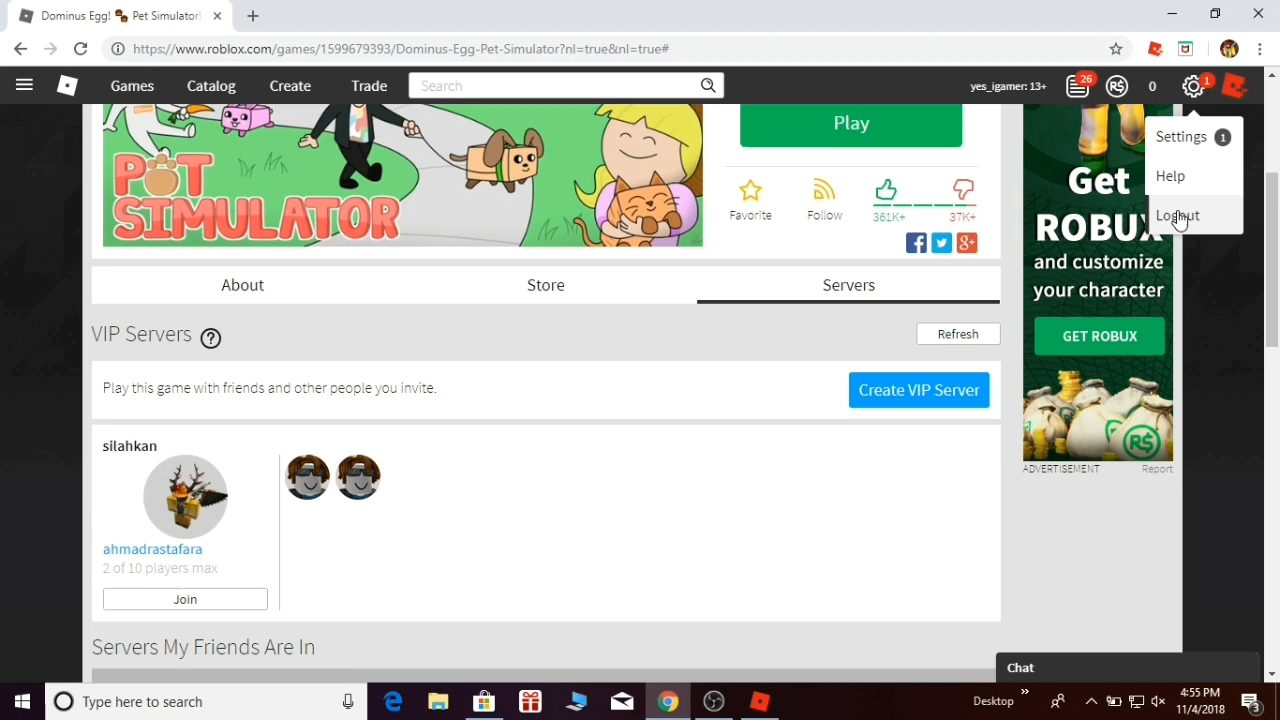 Dominus Egg! Pet Simulator!
https://www.roblox.com/games/1599679393/Dominus-Egg-Pet-Simulator?nl=true&nl=true#
Games Catalog Create Trade Search yes_igamer: 13+ 26 R$ 0 1
Settings 1
Help
Logout
PET
SIMULATOR
Play
Favorite Follow 361K+ 37K+
Get
ROBUX
and customize
your character
GET ROBUX
R$
ADVERTISEMENT Report
About Store Servers
VIP Servers ? Refresh
Play this game with friends and other people you invite. Create VIP Server
silahkan
ahmadrastafara
2 of 10 players max
Join
Servers My Friends Are In
Chat
Type here to search
Desktop
4:55 PM
11/4/2018
3